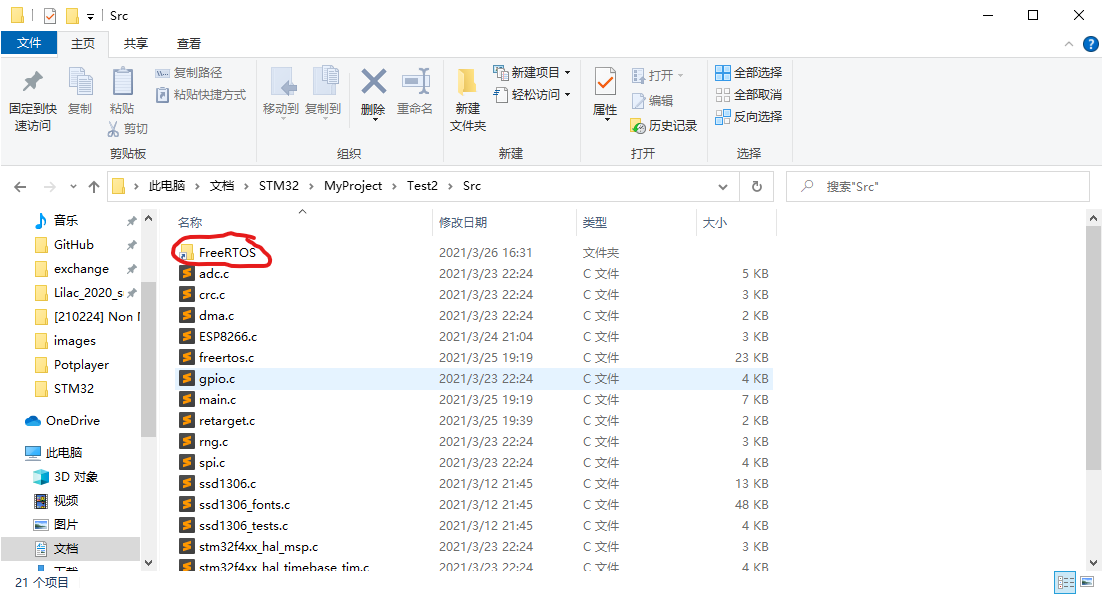 Src
文件 主页 共享 查看
固定到快速访问
复制
粘贴
复制路径
粘贴快捷方式
剪切
剪贴板
移动到
复制到
删除
重命名
组织
新建文件夹
新建项目
轻松访问
新建
属性
打开
编辑
历史记录
打开
全部选择
全部取消
反向选择
选择
此电脑 › 文档 › STM32 › MyProject › Test2 › Src
搜索"Src"
音乐
GitHub
exchange
Lilac_2020_s
[210224] Non
images
Potplayer
STM32
OneDrive
此电脑
3D 对象
视频
图片
文档
下载
名称 修改日期 类型 大小
FreeRTOS 2021/3/26 16:31 文件夹
adc.c 2021/3/23 22:24 C 文件 5 KB
crc.c 2021/3/23 22:24 C 文件 3 KB
dma.c 2021/3/23 22:24 C 文件 2 KB
ESP8266.c 2021/3/24 21:04 C 文件 3 KB
freertos.c 2021/3/25 19:19 C 文件 23 KB
gpio.c 2021/3/23 22:24 C 文件 4 KB
main.c 2021/3/25 19:19 C 文件 7 KB
retarget.c 2021/3/25 19:39 C 文件 2 KB
rng.c 2021/3/23 22:24 C 文件 3 KB
spi.c 2021/3/23 22:24 C 文件 4 KB
ssd1306.c 2021/3/12 21:45 C 文件 13 KB
ssd1306_fonts.c 2021/3/12 21:45 C 文件 48 KB
ssd1306_tests.c 2021/3/12 21:45 C 文件 4 KB
stm32f4xx_hal_msp.c 2021/3/23 22:24 C 文件 3 KB
stm32f4xx_hal_timebase_tim.c 2021/3/23 22:24 C 文件 4 KB
21 个项目